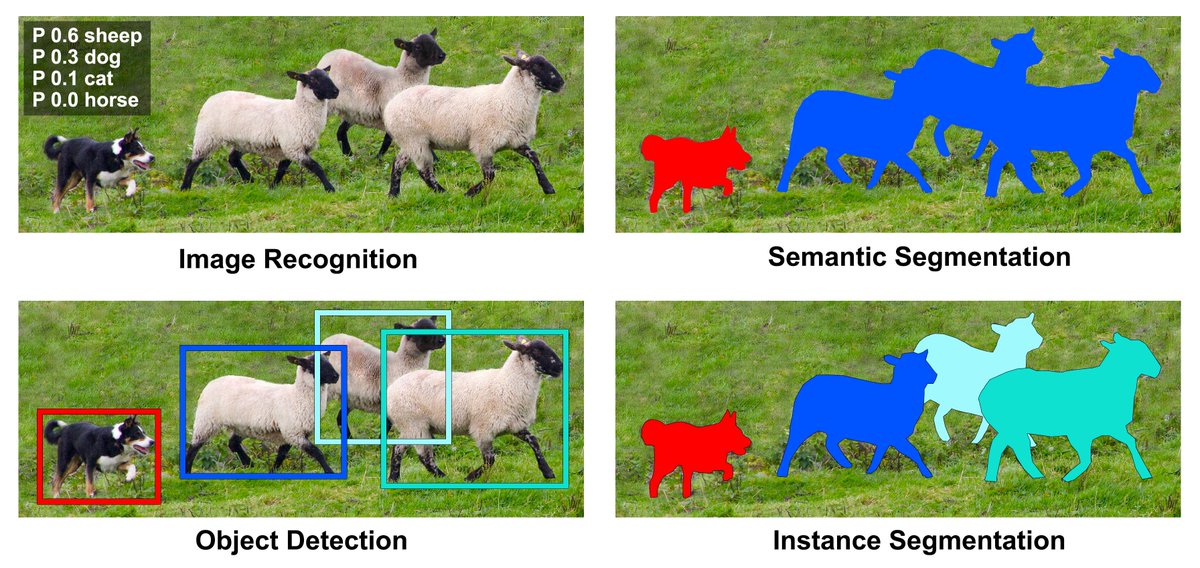 P 0.6 sheep
P 0.3 dog
P 0.1 cat
P 0.0 horse
Image Recognition
Semantic Segmentation
Object Detection
Instance Segmentation